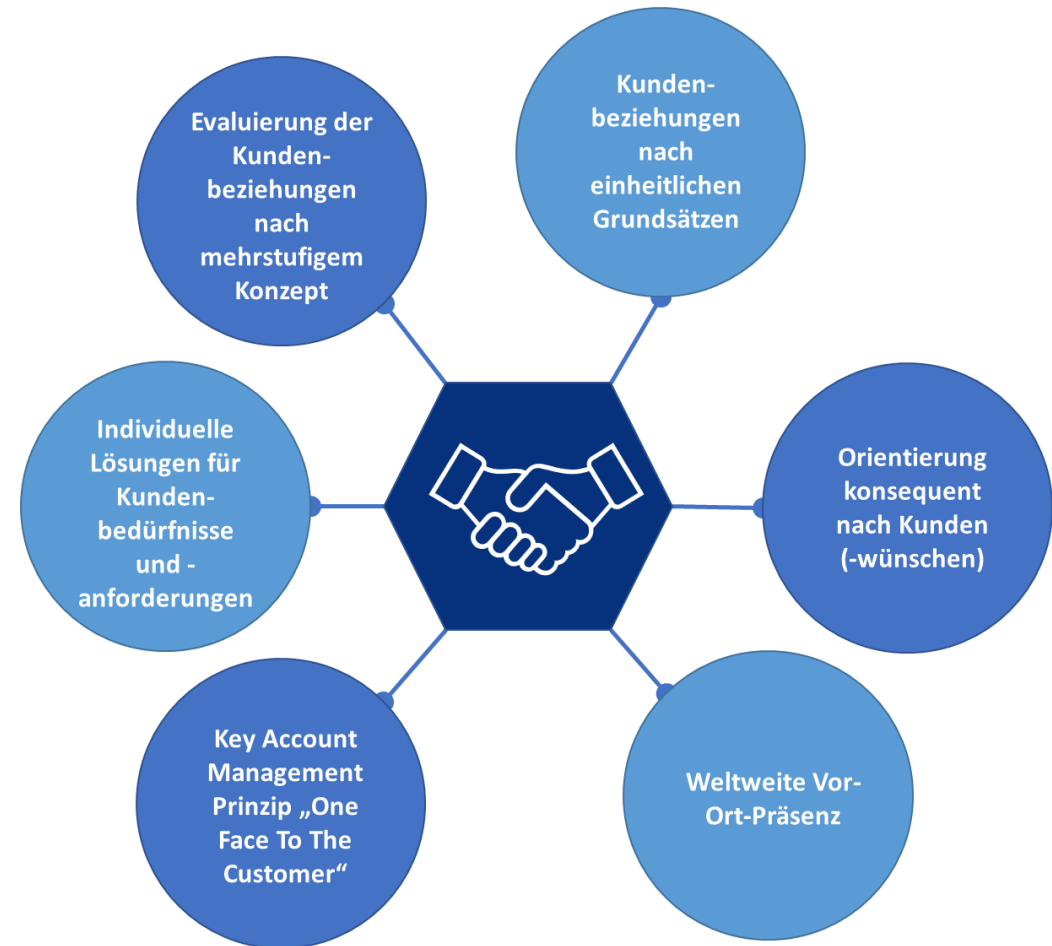 Evaluierung der
Kunden-
beziehungen
nach
mehrstufigem
Konzept
Kunden-
beziehungen
nach
einheitlichen
Grundsätzen
Individuelle
Lösungen für
Kunden-
bedürfnisse
und -
anforderungen
Orientierung
konsequent
nach Kunden
(-wünschen)
Key Account
Management
Prinzip „One
Face To The
Customer“
Weltweite Vor-
Ort-Präsenz